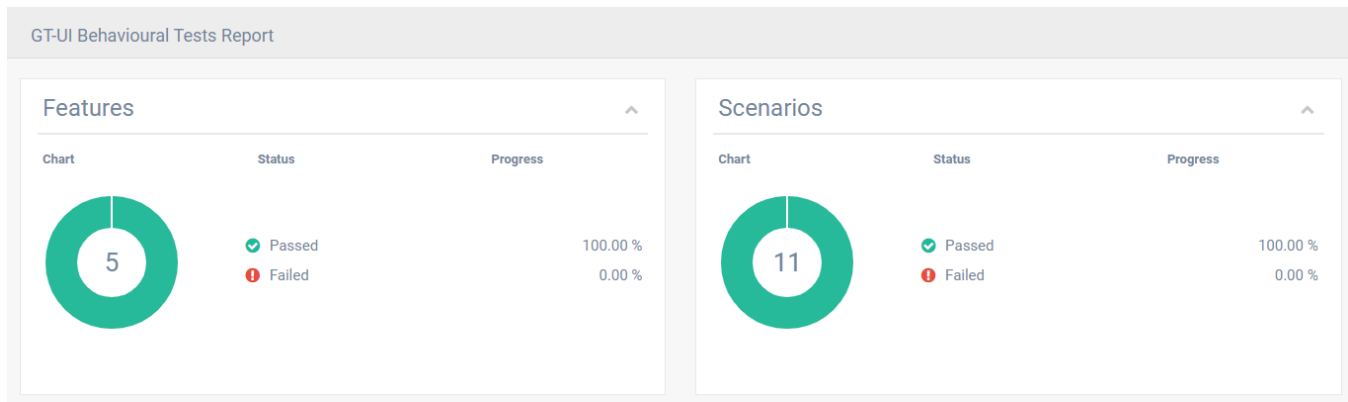 GT-UI Behavioural Tests Report
Features
Chart Status Progress
5
Passed 100.00 %
Failed 0.00 %
Scenarios
Chart Status Progress
11
Passed 100.00 %
Failed 0.00 %